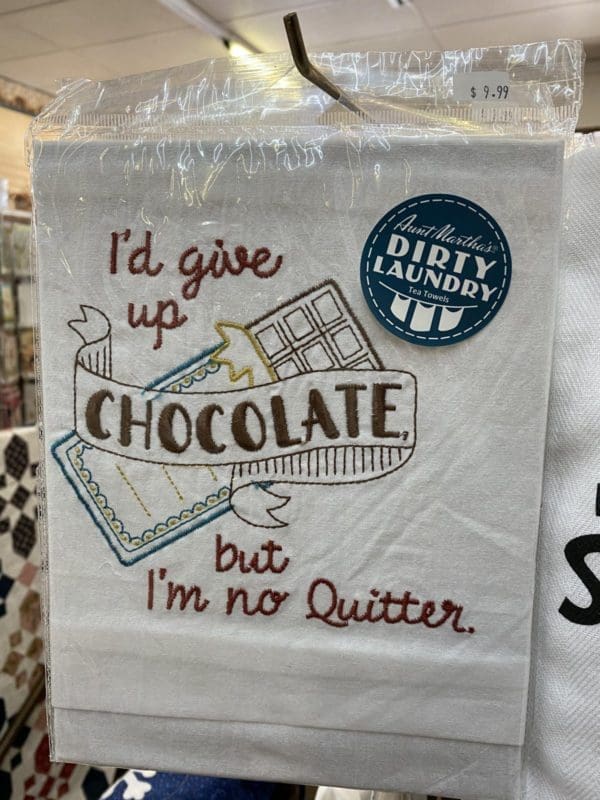 $ 9.99
Aunt Martha's®
DIRTY
LAUNDRY
Tea Towels
I'd give
up
CHOCOLATE,
but
I'm no Quitter.